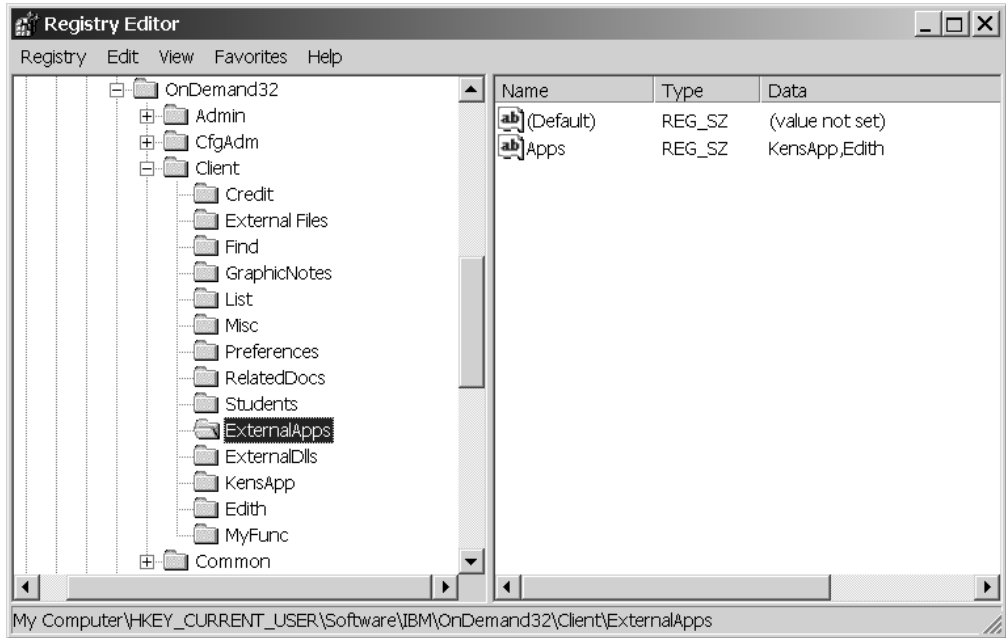 Registry Editor
Registry Edit View Favorites Help
OnDemand32
Admin
CfgAdm
Client
Credit
External Files
Find
GraphicNotes
List
Misc
Preferences
RelatedDocs
Students
ExternalApps
ExternalDlls
KensApp
Edith
MyFunc
Common
Name Type Data
ab (Default) REG_SZ (value not set)
ab Apps REG_SZ KensApp,Edith
My Computer\HKEY_CURRENT_USER\Software\IBM\OnDemand32\Client\ExternalApps